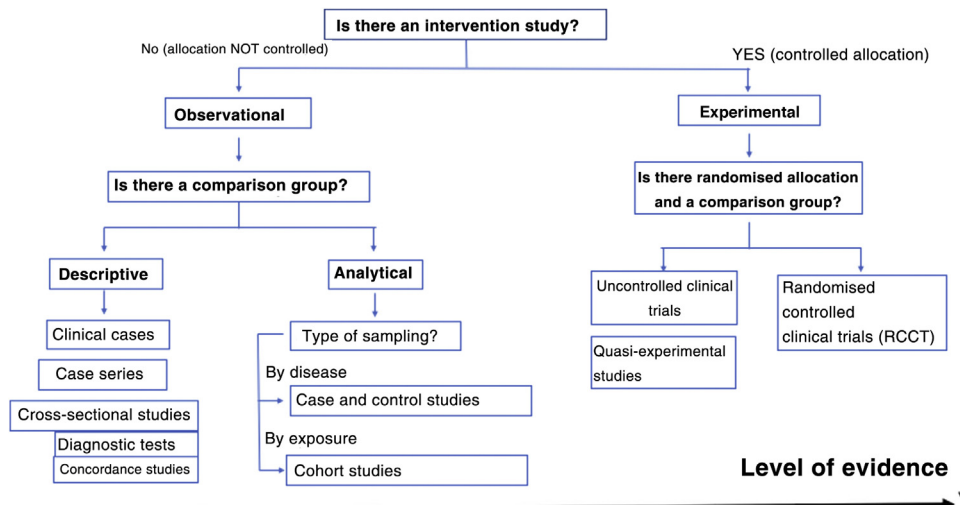 Is there an intervention study?
No (allocation NOT controlled)
YES (controlled allocation)
Observational
Experimental
Is there a comparison group?
Is there randomised allocation
and a comparison group?
Descriptive
Analytical
Uncontrolled clinical
trials
Randomised
controlled
clinical trials (RCCT)
Clinical cases
Type of sampling?
Quasi-experimental
studies
Case series
By disease
Case and control studies
Cross-sectional studies
Diagnostic tests
By exposure
Concordance studies
Cohort studies
Level of evidence